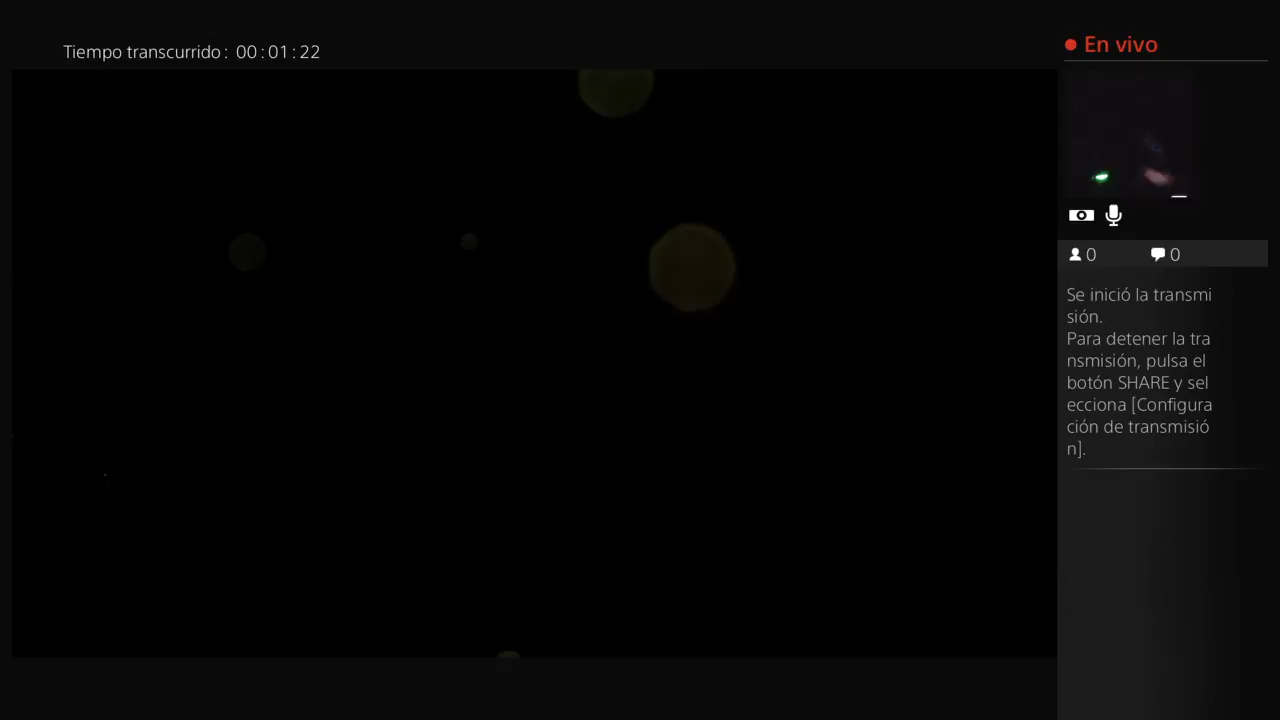 Tiempo transcurrido: 00:01:22
En vivo
0 0
Se inició la transmi
sión.
Para detener la tra
nsmisión, pulsa el
botón SHARE y sel
ecciona [Configura
ción de transmisió
n].